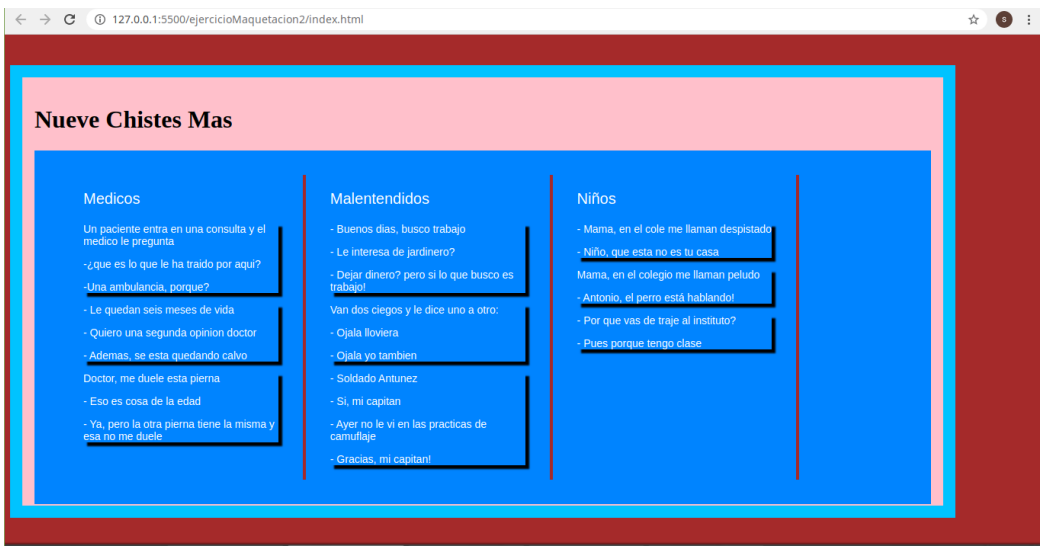 127.0.0.1:5500/ejercicioMaquetacion2/index.html
S
Nueve Chistes Mas
Medicos
Un paciente entra en una consulta y el
medico le pregunta
-¿que es lo que le ha traido por aqui?
-Una ambulancia, porque?
- Le quedan seis meses de vida
- Quiero una segunda opinion doctor
- Ademas, se esta quedando calvo
Doctor, me duele esta pierna
- Eso es cosa de la edad
- Ya, pero la otra pierna tiene la misma y
esa no me duele
Malentendidos
- Buenos dias, busco trabajo
- Le interesa de jardinero?
- Dejar dinero? pero si lo que busco es
trabajo!
Van dos ciegos y le dice uno a otro:
- Ojala lloviera
- Ojala yo tambien
- Soldado Antunez
- Si, mi capitan
- Ayer no le vi en las practicas de
camuflaje
- Gracias, mi capitan!
Niños
- Mama, en el cole me llaman despistado
- Niño, que esta no es tu casa
Mama, en el colegio me llaman peludo
- Antonio, el perro está hablando!
- Por que vas de traje al instituto?
- Pues porque tengo clase